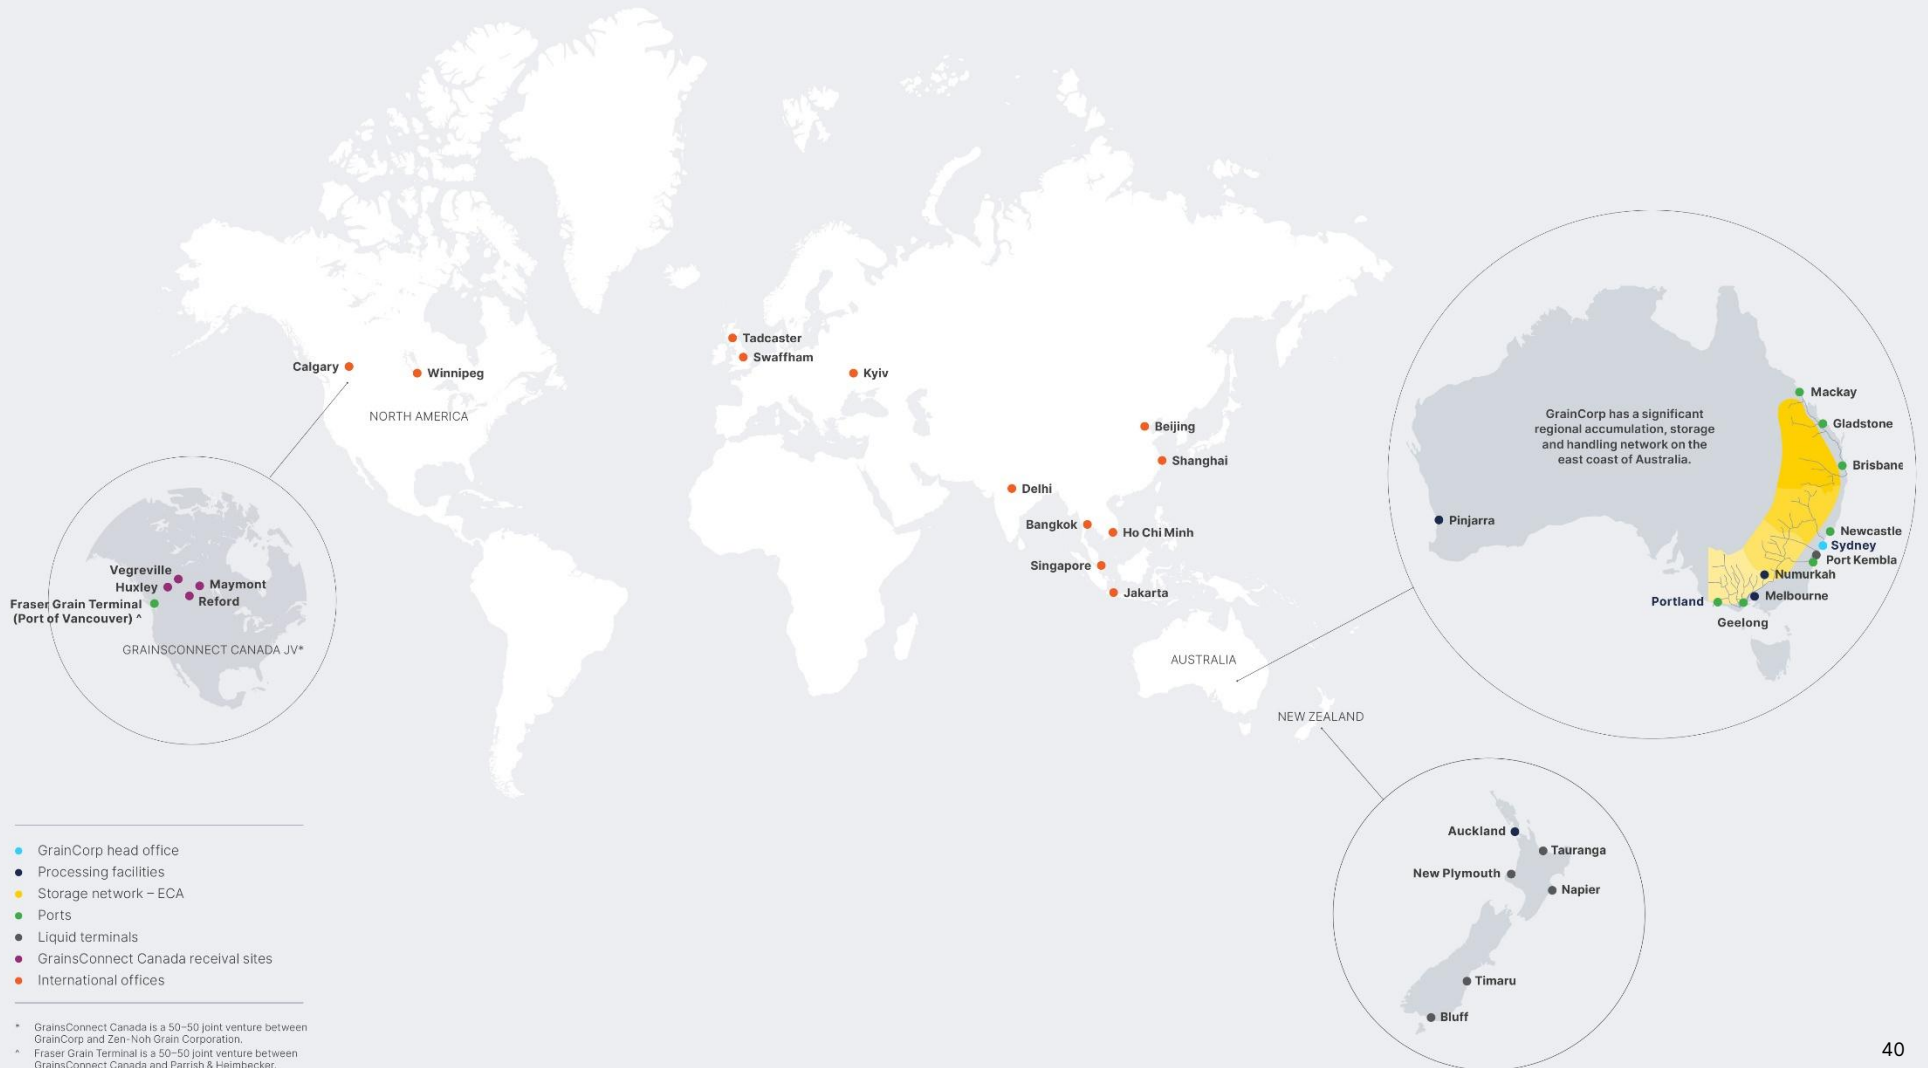 Tadcaster
Swaffham
Calgary
Winnipeg
Kyiv
NORTH AMERICA
Beijing
Shanghai
Delhi
Bangkok
Ho Chi Minh
Singapore
Jakarta
AUSTRALIA
NEW ZEALAND
GrainCorp has a significant
regional accumulation, storage
and handling network on the
east coast of Australia.
Mackay
Gladstone
Brisbane
Pinjarra
Newcastle
Sydney
Port Kembla
Numurkah
Melbourne
Portland
Geelong
Vegreville
Huxley
Maymont
Reford
Fraser Grain Terminal
(Port of Vancouver) ^
GRAINSCONNECT CANADA JV*
Auckland
Tauranga
New Plymouth
Napier
Timaru
Bluff
GrainCorp head office
Processing facilities
Storage network – ECA
Ports
Liquid terminals
GrainsConnect Canada receival sites
International offices
* GrainsConnect Canada is a 50–50 joint venture between
GrainCorp and Zen-Noh Grain Corporation.
^ Fraser Grain Terminal is a 50–50 joint venture between
GrainsConnect Canada and Parrish & Heimbecker.
40